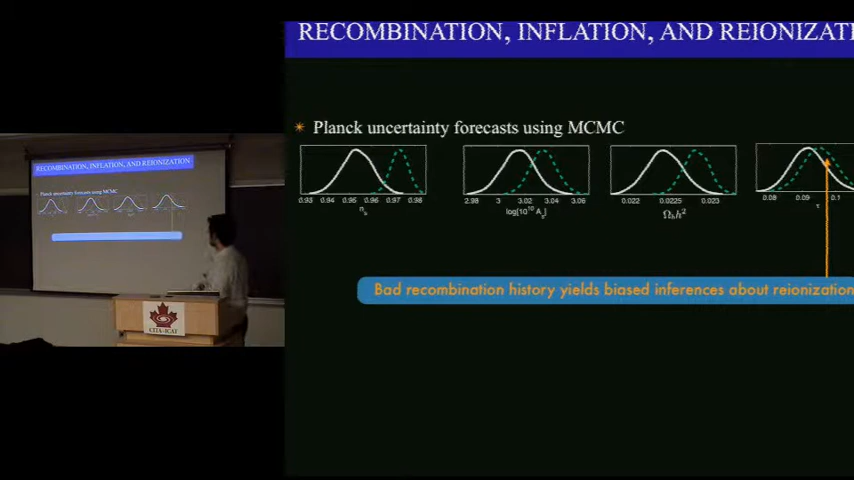 RECOMBINATION, INFLATION, AND REIONIZATI
Planck uncertainty forecasts using MCMC
0.93 0.94 0.95 0.96 0.97 0.98
n_s
2.98 3 3.02 3.04 3.06
log[10^10 A_s]
0.022 0.0225 0.023
Ω_b h²
0.08 0.09 0.1
τ
Bad recombination history yields biased inferences about reionization
RECOMBINATION, INFLATION, AND REIONIZATION
Planck uncertainty forecasts using MCMC
CITA-ICAT